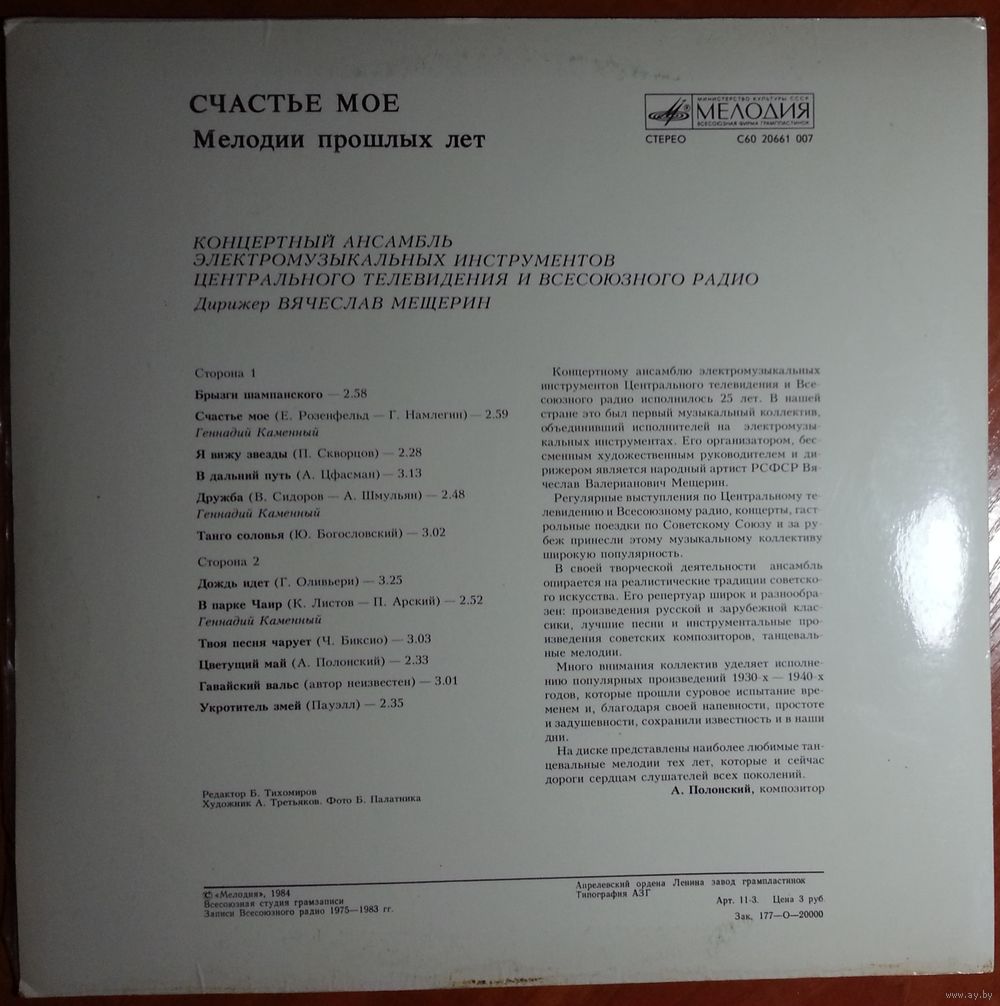 СЧАСТЬЕ МОЕ
Мелодии прошлых лет
МИНИСТЕРСТВО КУЛЬТУРЫ СССР
МЕЛОДИЯ
ВСЕСОЮЗНАЯ ФИРМА ГРАМПЛАСТИНОК
СТЕРЕО С60 20661 007
КОНЦЕРТНЫЙ АНСАМБЛЬ
ЭЛЕКТРОМУЗЫКАЛЬНЫХ ИНСТРУМЕНТОВ
ЦЕНТРАЛЬНОГО ТЕЛЕВИДЕНИЯ И ВСЕСОЮЗНОГО РАДИО
Дирижер ВЯЧЕСЛАВ МЕЩЕРИН
Сторона 1
Брызги шампанского — 2.58
Счастье мое (Е. Розенфельд — Г. Намлегин) — 2.59
Геннадий Каменный
Я вижу звезды (П. Скворцов) — 2.28
В дальний путь (А. Цфасман) — 3.13
Дружба (В. Сидоров — А. Шмульян) — 2.48
Геннадий Каменный
Танго соловья (Ю. Богословский) — 3.02
Сторона 2
Дождь идет (Г. Оливьери) — 3.25
В парке Чаир (К. Листов — П. Арский) — 2.52
Геннадий Каменный
Твоя песня чарует (Ч. Биксио) — 3.03
Цветущий май (А. Полонский) — 2.33
Гавайский вальс (автор неизвестен) — 3.01
Укротитель змей (Пауэлл) — 2.35
Концертному ансамблю электромузыкальных
инструментов Центрального телевидения и Все-
союзного радио исполнилось 25 лет. В нашей
стране это был первый музыкальный коллектив,
объединивший исполнителей на электромузы-
кальных инструментах. Его организатором, бес-
сменным художественным руководителем и ди-
рижером является народный артист РСФСР Вя-
чеслав Валерианович Мещерин.
Регулярные выступления по Центральному те-
левидению и Всесоюзному радио, концерты, гаст-
рольные поездки по Советскому Союзу и за ру-
беж принесли этому музыкальному коллективу
широкую популярность.
В своей творческой деятельности ансамбль
опирается на реалистические традиции советско-
го искусства. Его репертуар широк и разнообра-
зен: произведения русской и зарубежной клас-
сики, лучшие песни и инструментальные про-
изведения советских композиторов, танцеваль-
ные мелодии.
Много внимания коллектив уделяет исполне-
нию популярных произведений 1930-х — 1940-х
годов, которые прошли суровое испытание вре-
менем и, благодаря своей напевности, простоте
и задушевности, сохранили известность и в наши
дни.
На диске представлены наиболее любимые тан-
цевальные мелодии тех лет, которые и сейчас
дороги сердцам слушателей всех поколений.
А. Полонский, композитор
Редактор Б. Тихомиров
Художник А. Третьяков. Фото Б. Палатника
© «Мелодия», 1984
Всесоюзная студия грамзаписи
Записи Всесоюзного радио 1975—1983 гг.
Апрелевский ордена Ленина завод грампластинок
Типография АЗГ
Арт. 11-3. Цена 3 руб.
Зак. 177—О—20000
www.ay.by